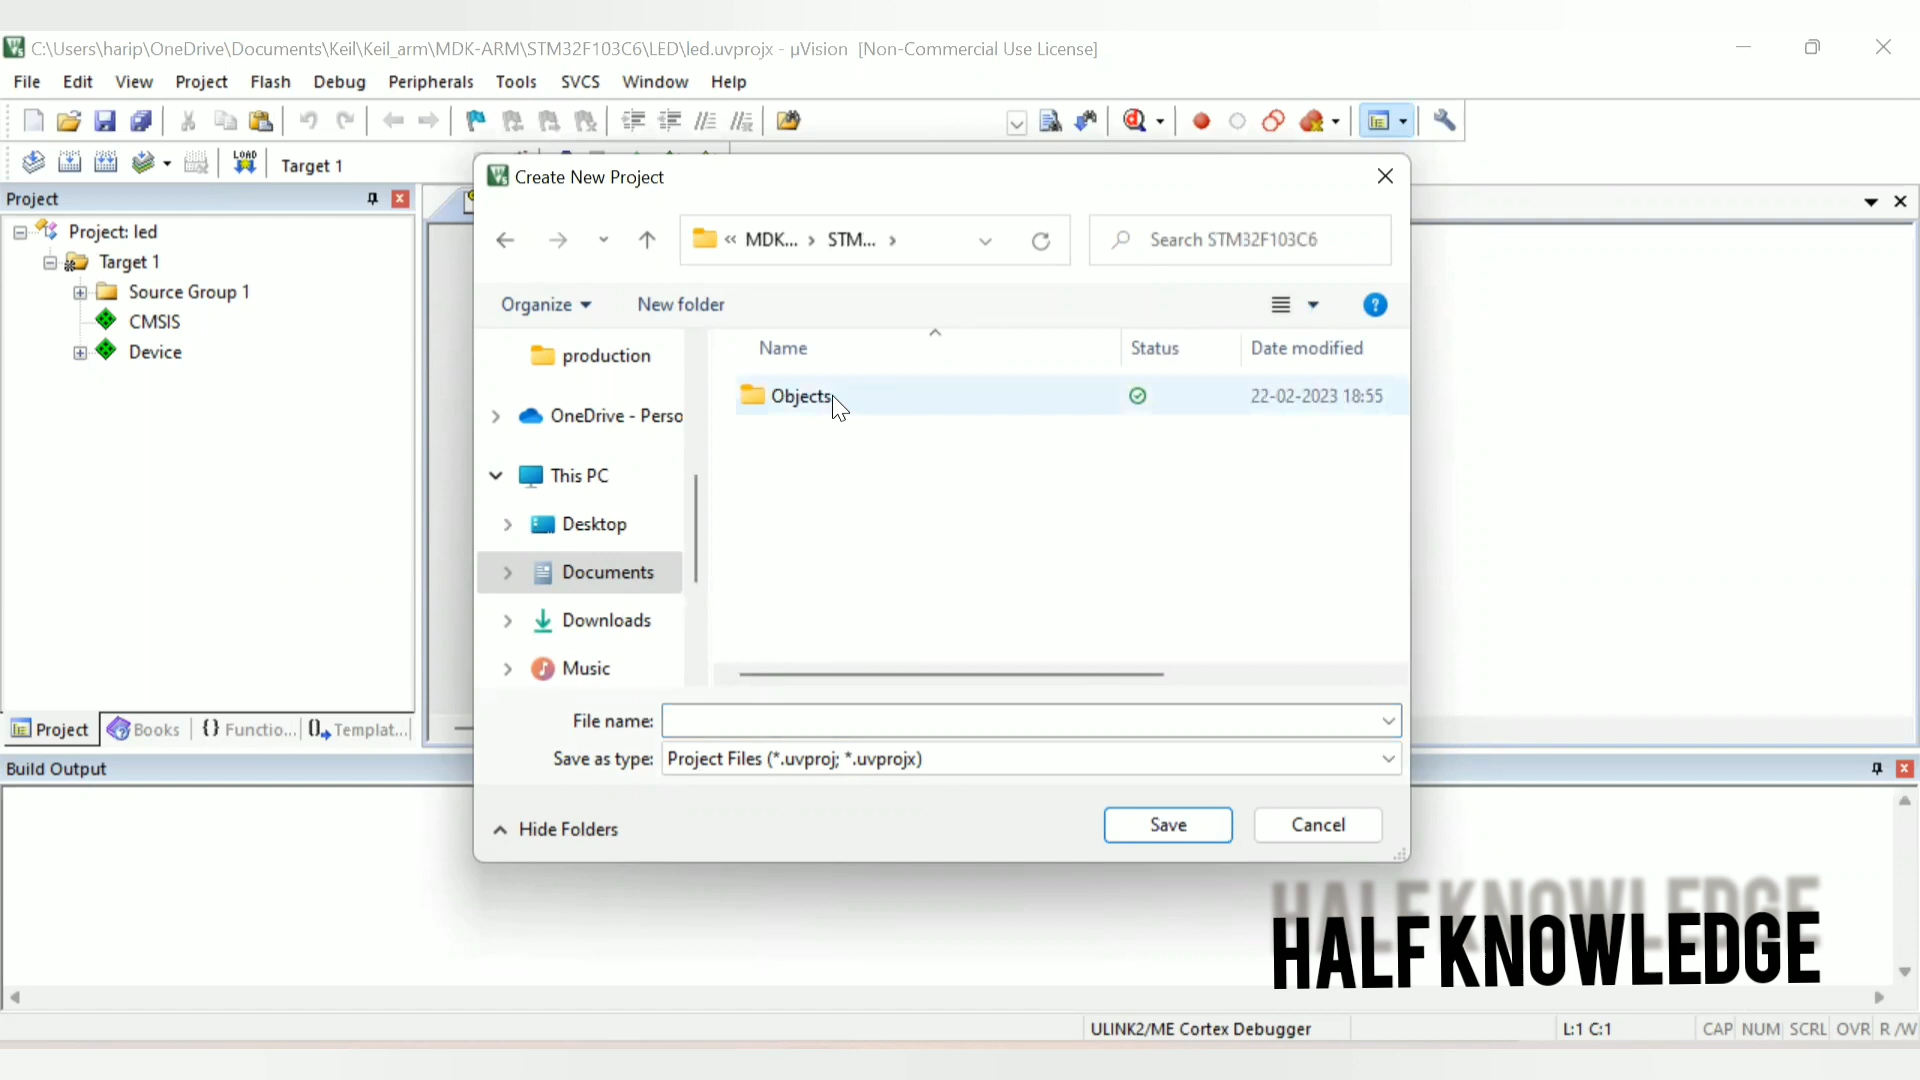 C:\Users\harip\OneDrive\Documents\Keil\Keil_arm\MDK-ARM\STM32F103C6\LED\led.uvprojx - µVision [Non-Commercial Use License]
File Edit View Project Flash Debug Peripherals Tools SVCS Window Help
LOAD Target 1
Project
Project: led
Target 1
Source Group 1
CMSIS
Device
Project Books {} Functio... Templat...
Build Output
Create New Project
« MDK... › STM... ›
Search STM32F103C6
Organize
New folder
production
OneDrive - Perso
This PC
Desktop
Documents
Downloads
Music
Name Status Date modified
Objects 22-02-2023 18:55
File name:
Save as type: Project Files (*.uvproj; *.uvprojx)
Hide Folders
Save Cancel
HALF KNOWLEDGE
ULINK2/ME Cortex Debugger L:1 C:1 CAP NUM SCRL OVR R/W